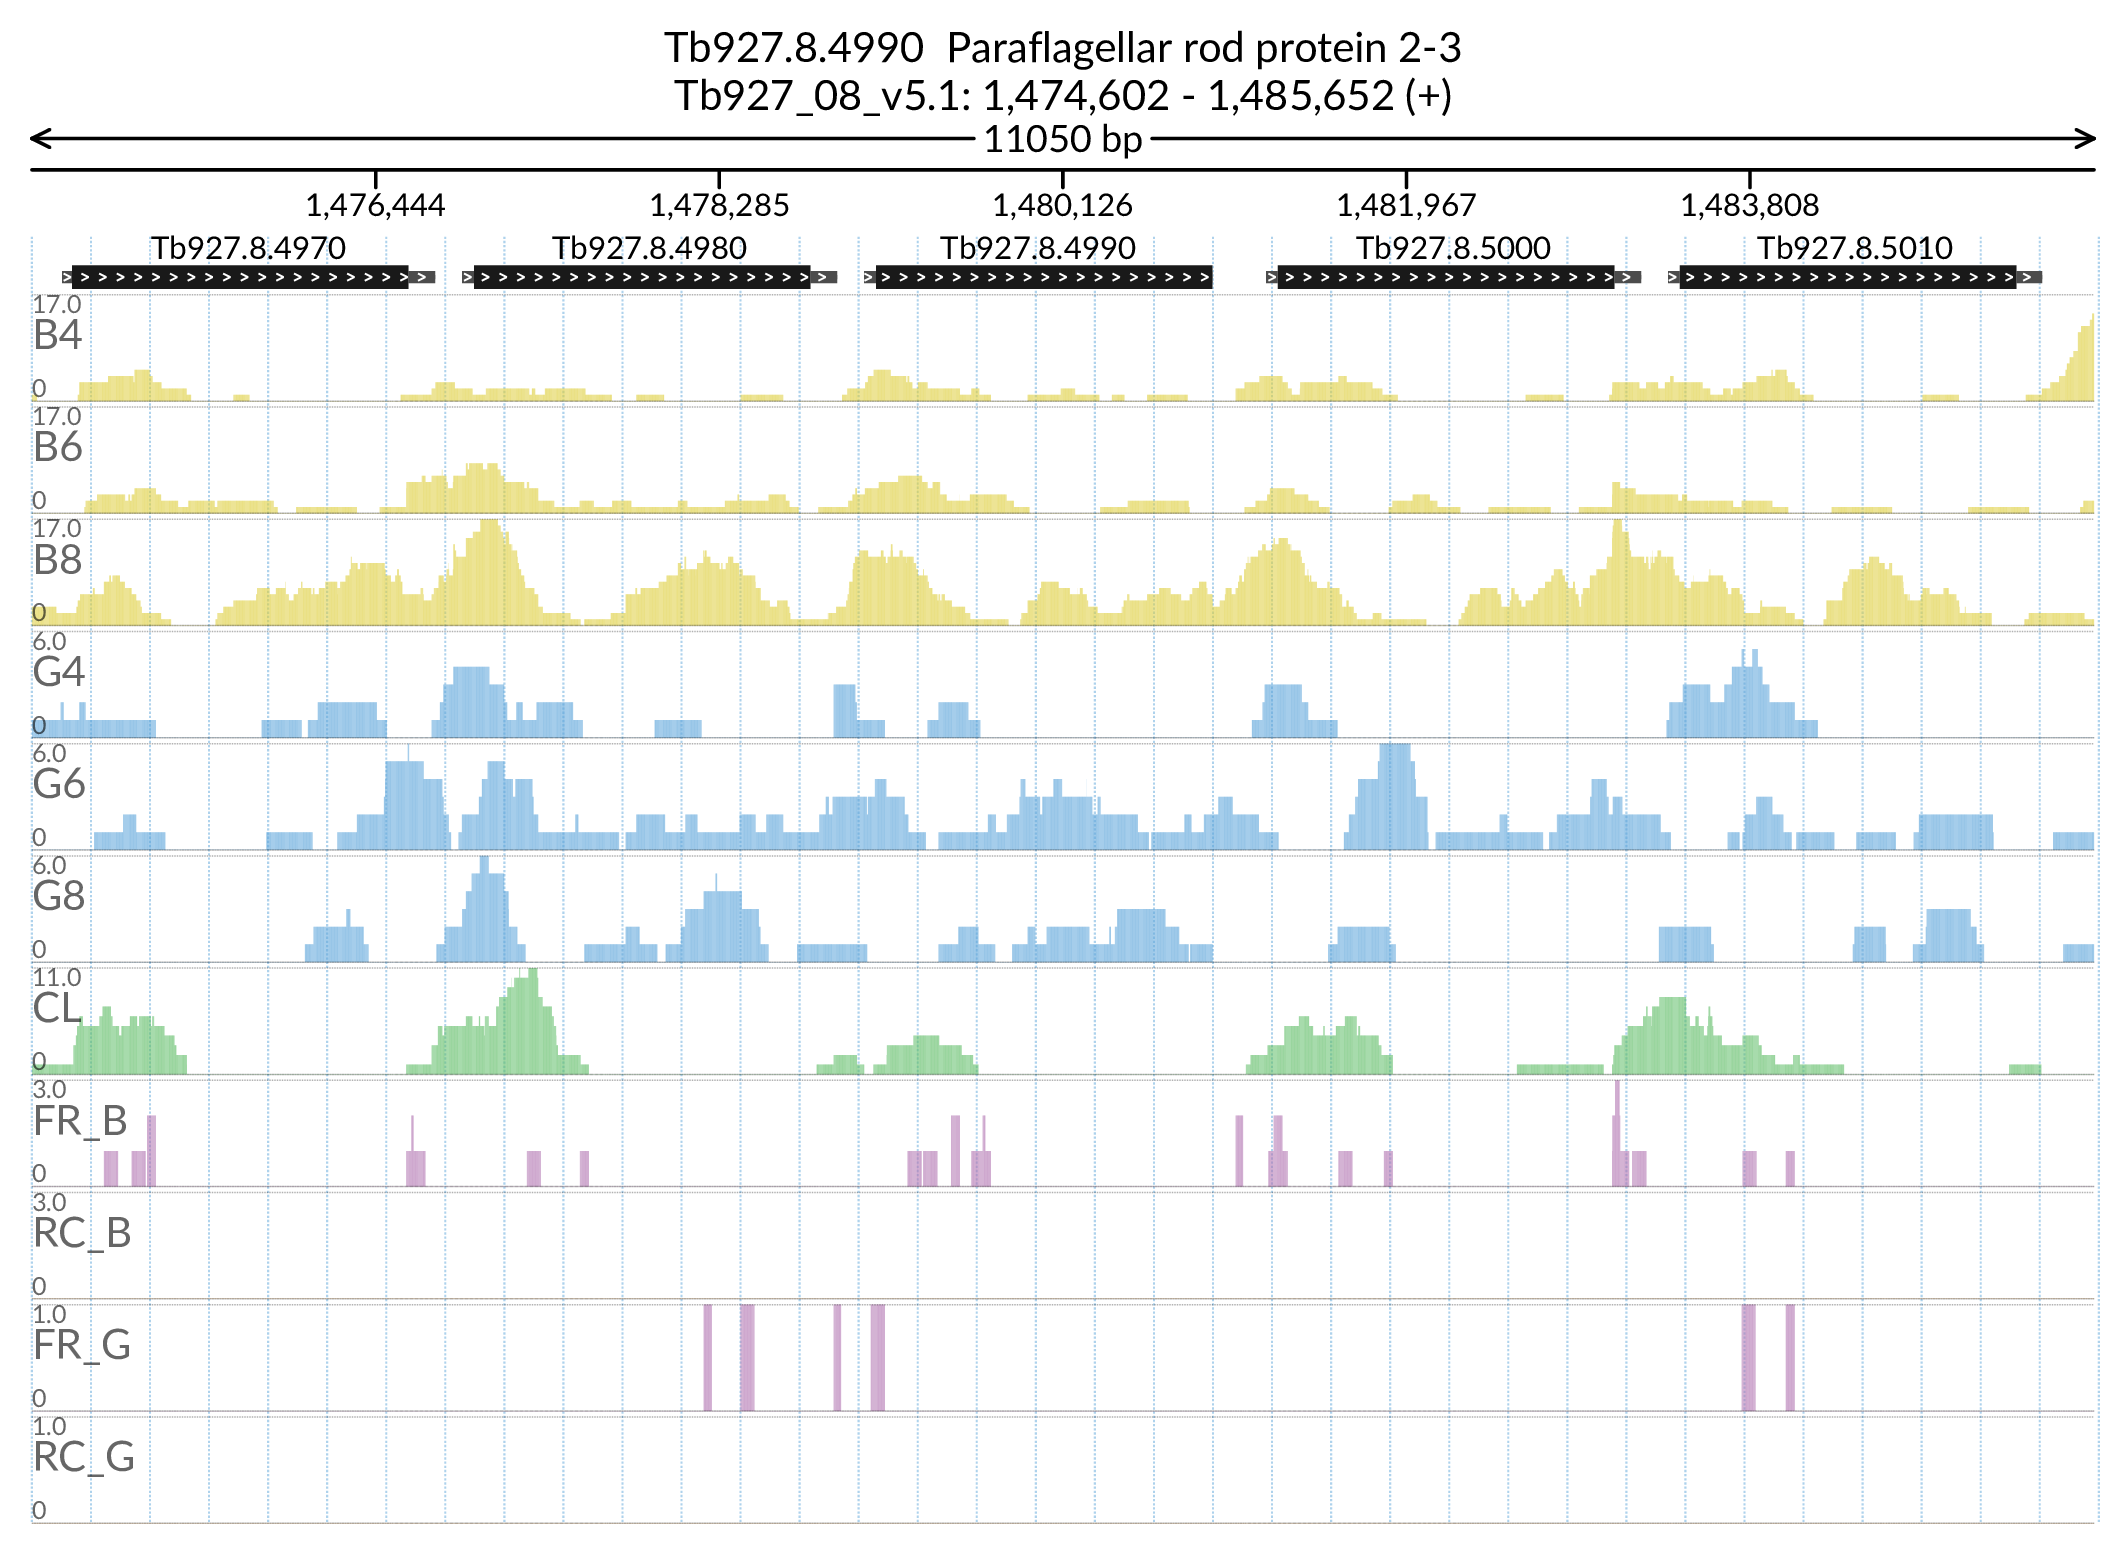 Tb927.8.4990  Paraflagellar rod protein 2-3
Tb927_08_v5.1: 1,474,602 - 1,485,652 (+)
11050 bp
1,476,444 1,478,285 1,480,126 1,481,967 1,483,808
Tb927.8.4970 Tb927.8.4980 Tb927.8.4990 Tb927.8.5000 Tb927.8.5010
17.0
B4
0
17.0
B6
0
17.0
B8
0
6.0
G4
0
6.0
G6
0
6.0
G8
0
11.0
CL
0
3.0
FR_B
0
3.0
RC_B
0
1.0
FR_G
0
1.0
RC_G
0